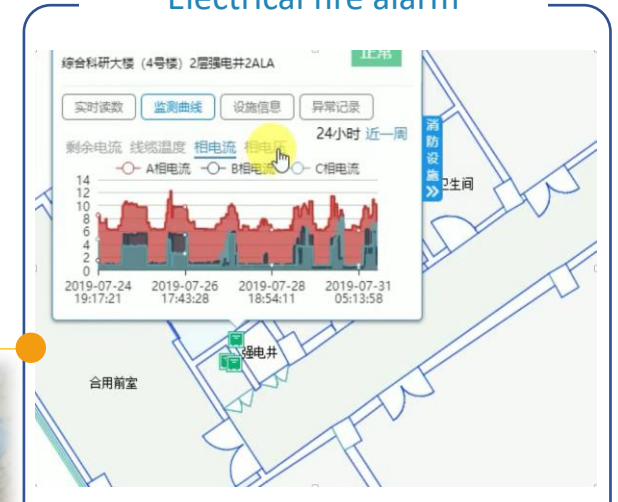 Electrical fire alarm
正常
综合科研大楼 (4号楼) 2层强电井2ALA
实时读数 监测曲线 设施信息 异常记录
24小时 近一周
剩余电流 线缆温度 相电流
A相电流 B相电流 C相电流
14
12
10
8
6
4
2
0
2019-07-24 2019-07-26 2019-07-28 2019-07-31
19:17:21 17:43:28 18:54:11 05:13:58
消防设施
卫生间
强电井
合用前室